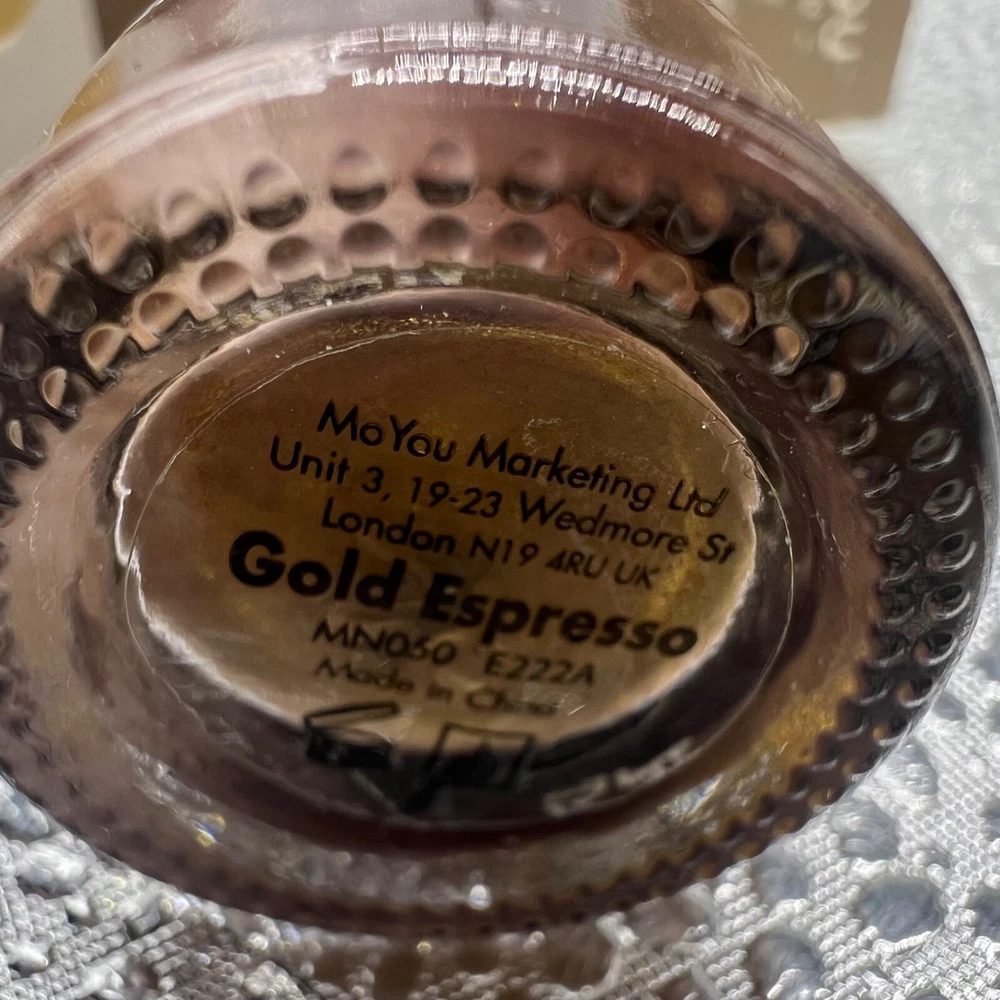 MoYou Marketing Ltd
Unit 3, 19-23 Wedmore St
London N19 4RU UK
Gold Espresso
MN050 E222A
Made in China